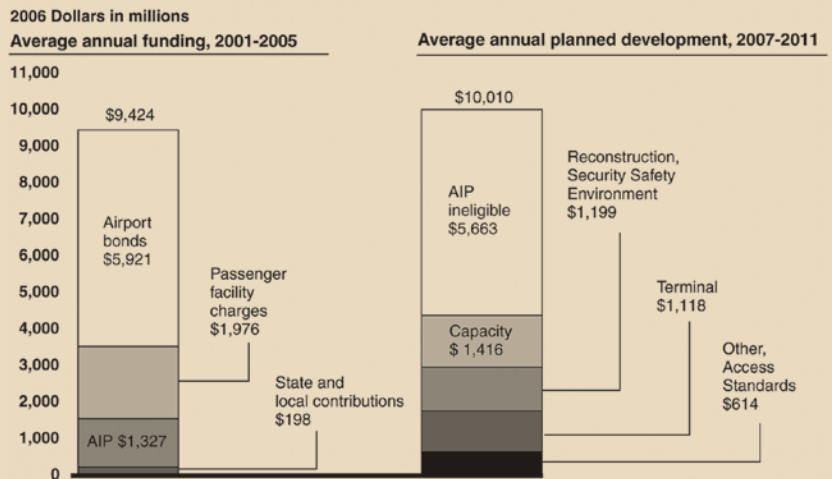 2006 Dollars in millions
Average annual funding, 2001-2005
11,000
10,000
9,000
8,000
7,000
6,000
5,000
4,000
3,000
2,000
1,000
0
$9,424
Airport
bonds
$5,921
Passenger
facility
charges
$1,976
State and
local contributions
$198
AIP $1,327
Average annual planned development, 2007-2011
$10,010
AIP
ineligible
$5,663
Capacity
$ 1,416
Reconstruction,
Security Safety
Environment
$1,199
Terminal
$1,118
Other,
Access
Standards
$614